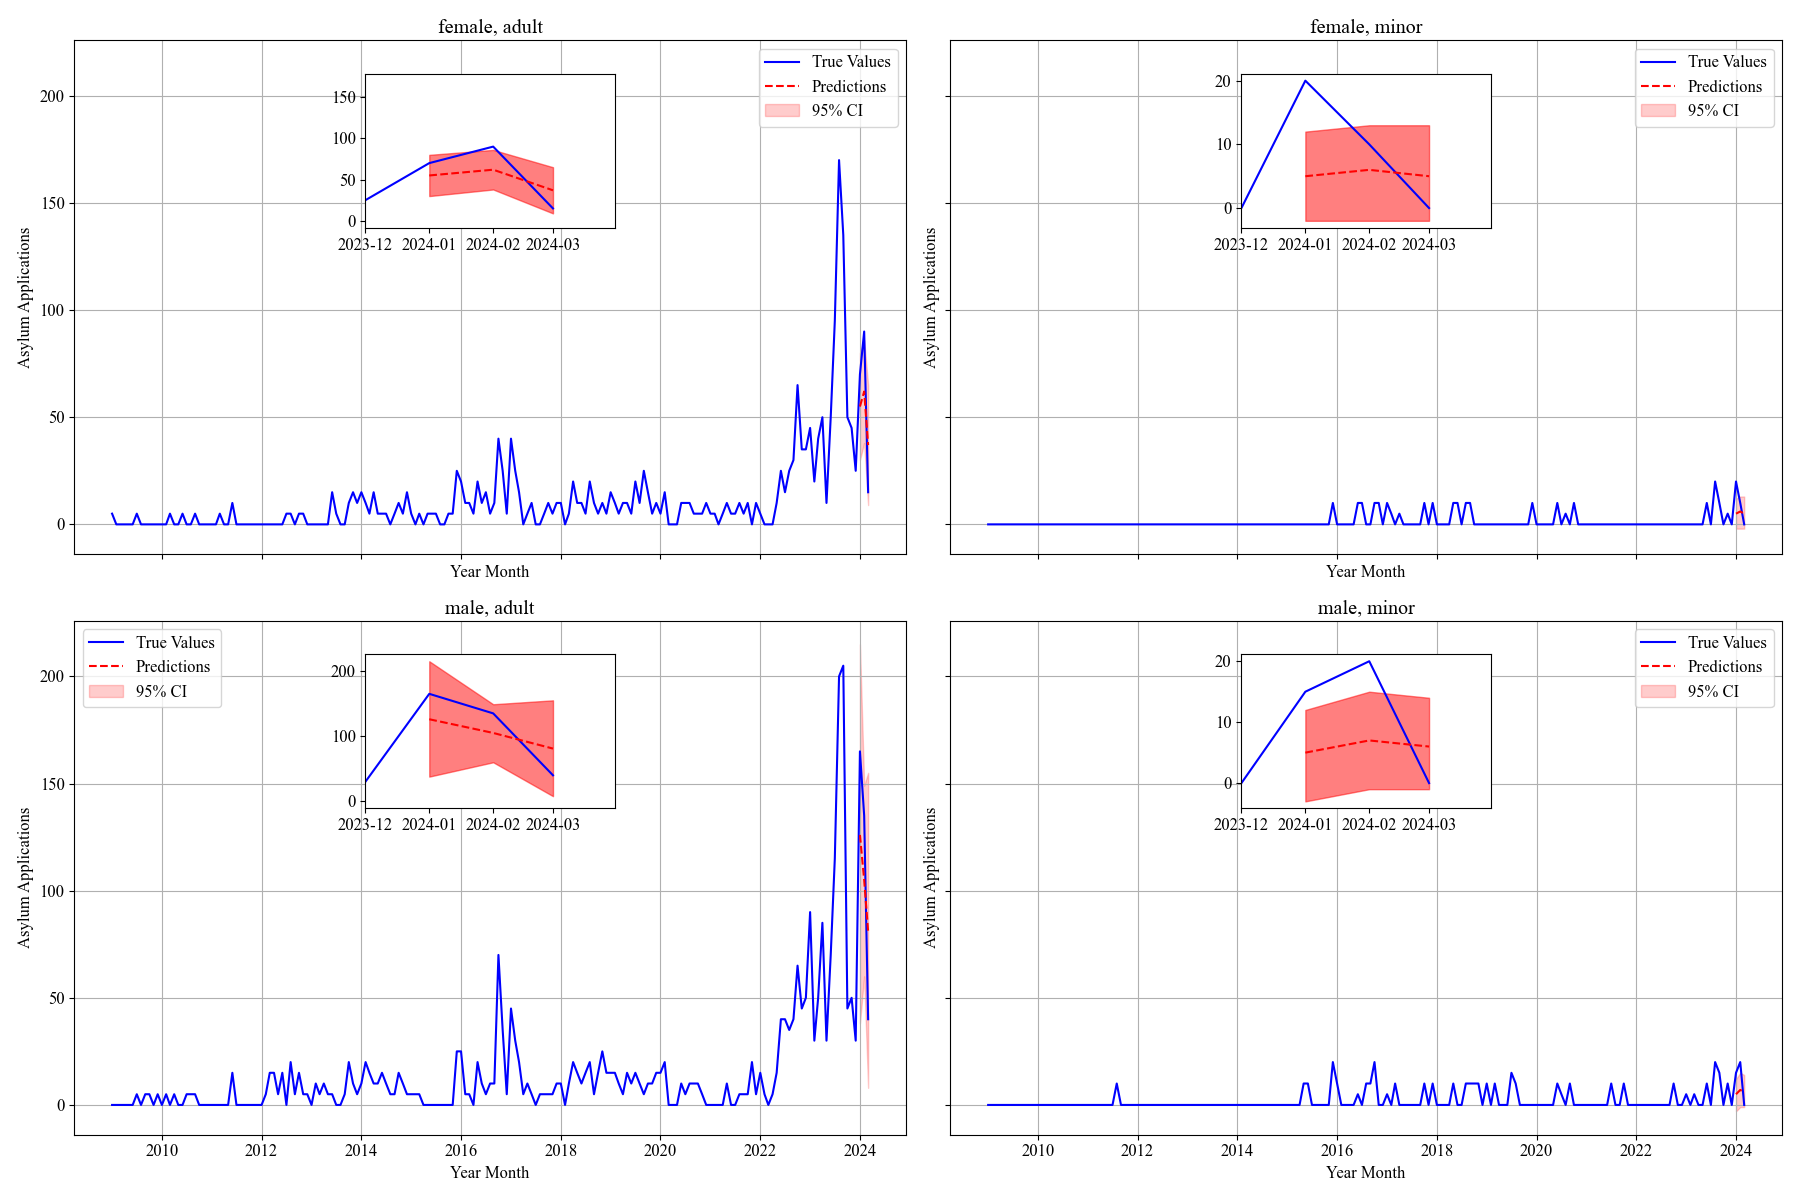 female, adult
True Values
Predictions
95% CI
200
150
100
50
0
Asylum Applications
Year Month
150
100
50
0
2023-12 2024-01 2024-02 2024-03
female, minor
True Values
Predictions
95% CI
Asylum Applications
Year Month
20
10
0
2023-12 2024-01 2024-02 2024-03
male, adult
True Values
Predictions
95% CI
200
150
100
50
0
Asylum Applications
200
100
0
2023-12 2024-01 2024-02 2024-03
2010 2012 2014 2016 2018 2020 2022 2024
Year Month
male, minor
True Values
Predictions
95% CI
Asylum Applications
20
10
0
2023-12 2024-01 2024-02 2024-03
2010 2012 2014 2016 2018 2020 2022 2024
Year Month